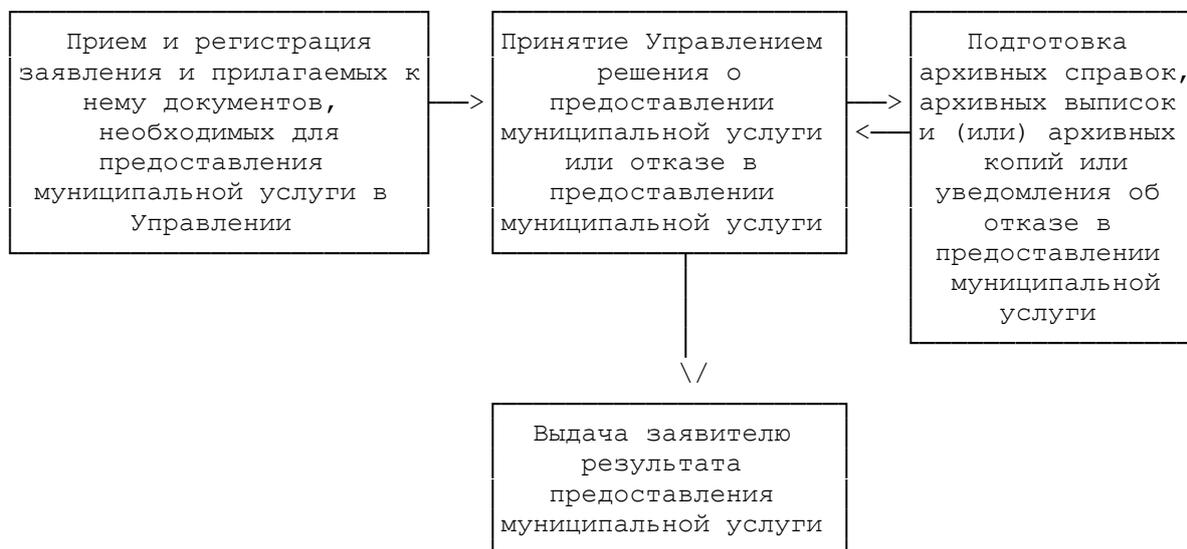 Прием и регистрация
заявления и прилагаемых к
нему документов,
необходимых для
предоставления
муниципальной услуги в
Управлении
Принятие Управлением
решения о
предоставлении
муниципальной услуги
или отказе в
предоставлении
муниципальной услуги
Подготовка
архивных справок,
архивных выписок
и (или) архивных
копий или
уведомления об
отказе в
предоставлении
муниципальной
услуги
Выдача заявителю
результата
предоставления
муниципальной услуги